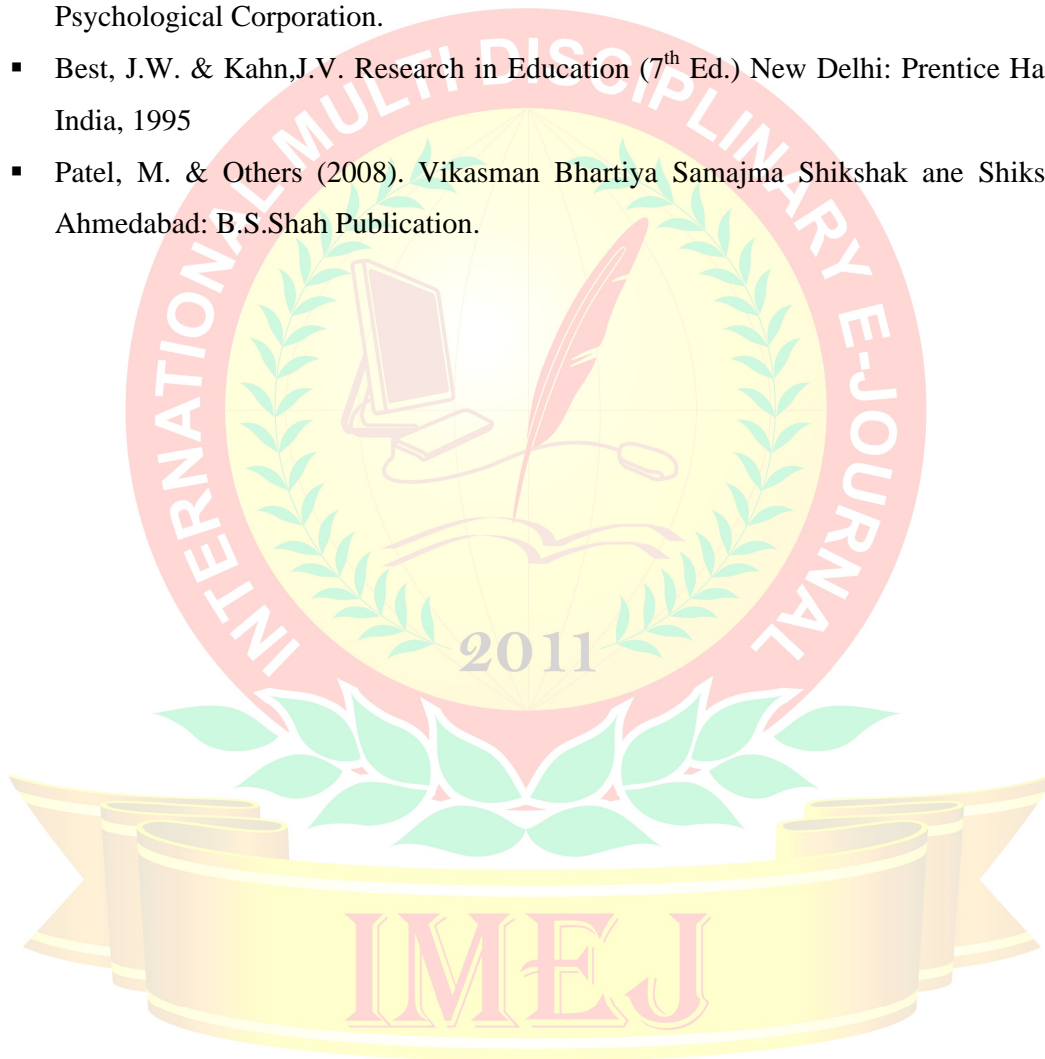 Psychological Corporation.
▪ Best, J.W. & Kahn,J.V. Research in Education (7th Ed.) New Delhi: Prentice Ha
India, 1995
▪ Patel, M. & Others (2008). Vikasman Bhartiya Samajma Shikshak ane Shiks
Ahmedabad: B.S.Shah Publication.
INTERNATIONAL MULTI DISCIPLINARY E-JOURNAL
2011
IMEJ